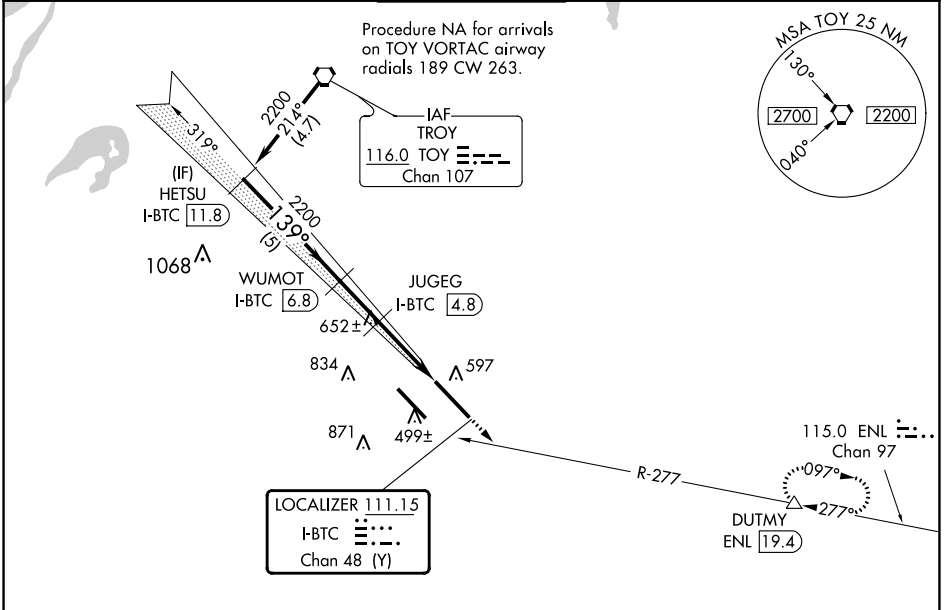 Procedure NA for arrivals
on TOY VORTAC airway
radials 189 CW 263.
MSA TOY 25 NM
130°
2700
2200
040°
2200
214°
(4.7)
IAF
TROY
116.0 TOY
Chan 107
319°
(IF)
HETSU
I-BTC 11.8
2200
139°
(5)
1068
WUMOT
I-BTC 6.8
JUGEG
I-BTC 4.8
652±
834
597
871
499±
115.0 ENL
Chan 97
R-277
097°
277°
DUTMY
ENL 19.4
LOCALIZER 111.15
I-BTC
Chan 48 (Y)